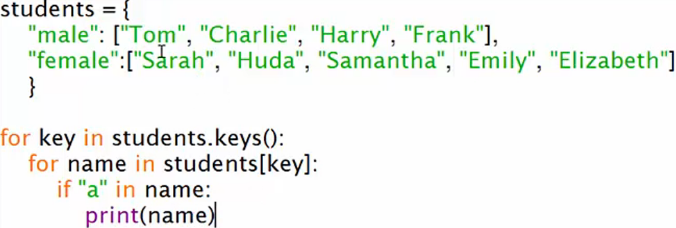 students = {
"male": ["Tom", "Charlie", "Harry", "Frank"],
"female":["Sarah", "Huda", "Samantha", "Emily", "Elizabeth"]
}
for key in students.keys():
for name in students[key]:
if "a" in name:
print(name)